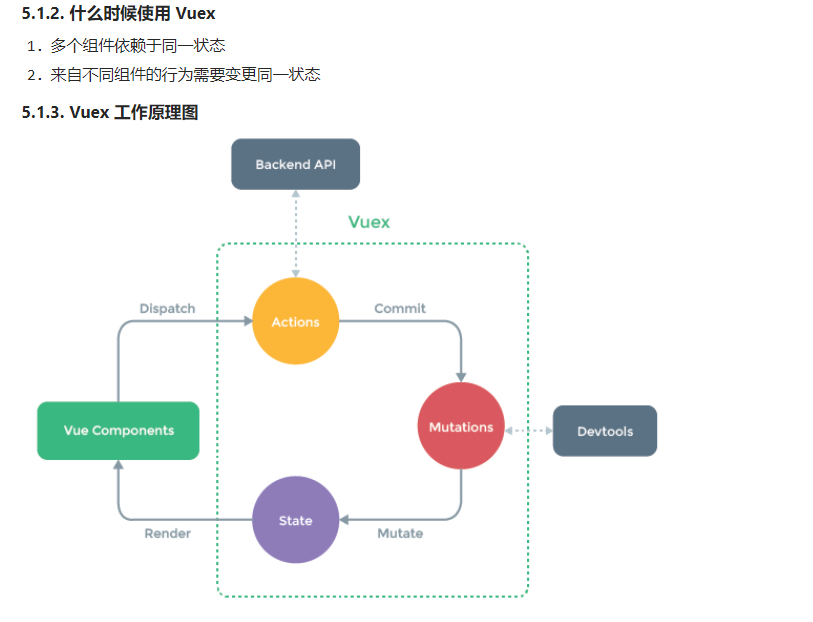 5.1.2. 什么时候使用 Vuex
1. 多个组件依赖于同一状态
2. 来自不同组件的行为需要变更同一状态
5.1.3. Vuex 工作原理图
Backend API
Vuex
Dispatch
Actions
Commit
Vue Components
Mutations
Devtools
State
Render
Mutate